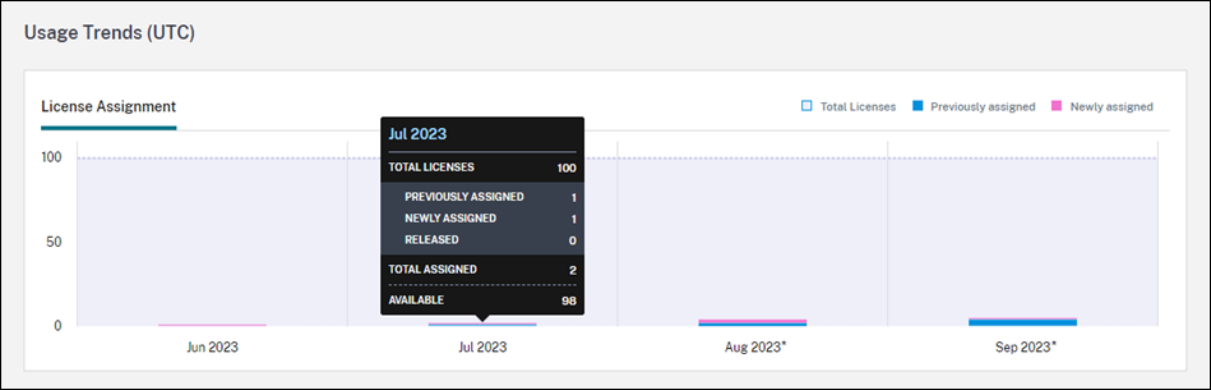 Usage Trends (UTC)
License Assignment
Total Licenses Previously assigned Newly assigned
Jul 2023
TOTAL LICENSES 100
PREVIOUSLY ASSIGNED 1
NEWLY ASSIGNED 1
RELEASED 0
TOTAL ASSIGNED 2
AVAILABLE 98
100
50
0
Jun 2023 Jul 2023 Aug 2023* Sep 2023*